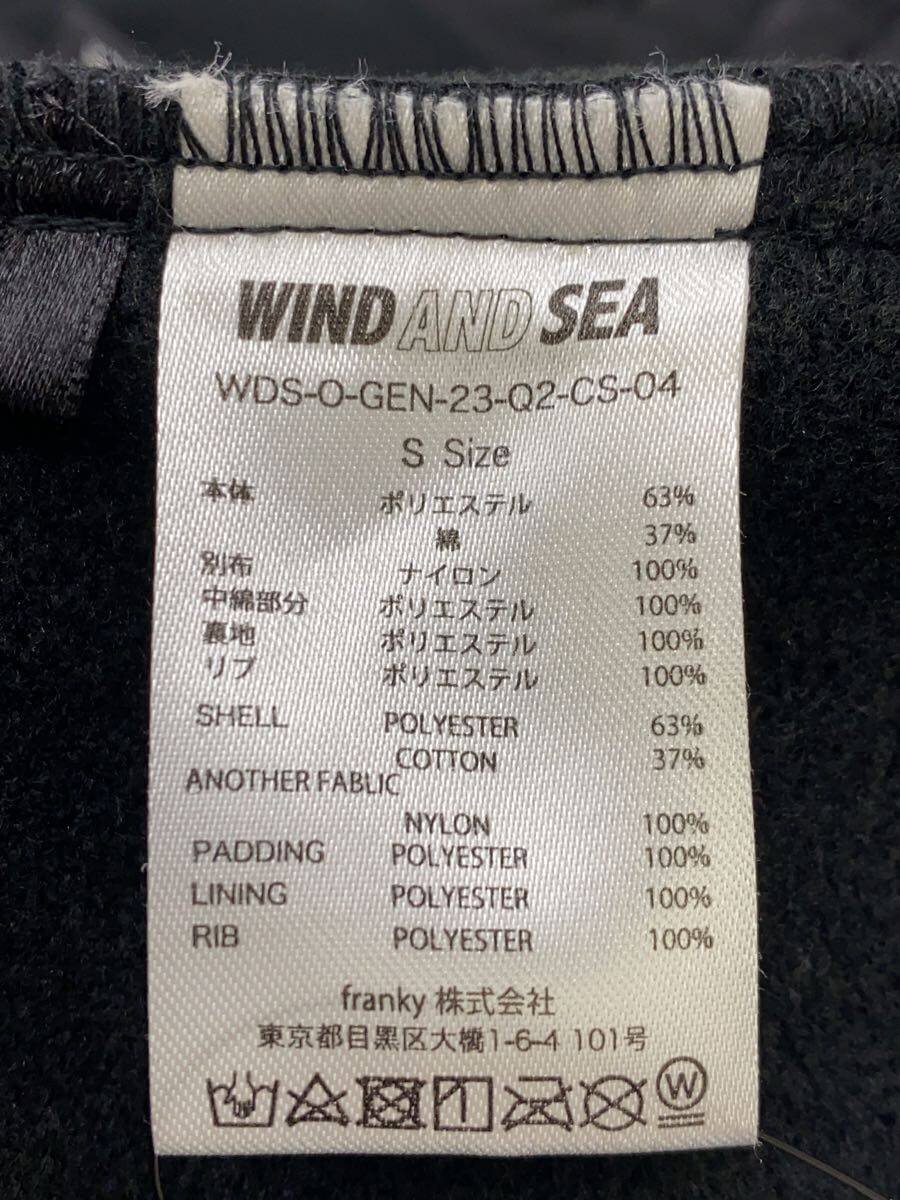 WIND AND SEA
WDS-O-GEN-23-Q2-CS-04
S Size
本体 ポリエステル 63%
綿 37%
別布 ナイロン 100%
中綿部分 ポリエステル 100%
裏地 ポリエステル 100%
リブ ポリエステル 100%
SHELL POLYESTER 63%
COTTON 37%
ANOTHER FABLIC
NYLON 100%
PADDING POLYESTER 100%
LINING POLYESTER 100%
RIB POLYESTER 100%
franky 株式会社
東京都目黒区大橋1-6-4 101号
W